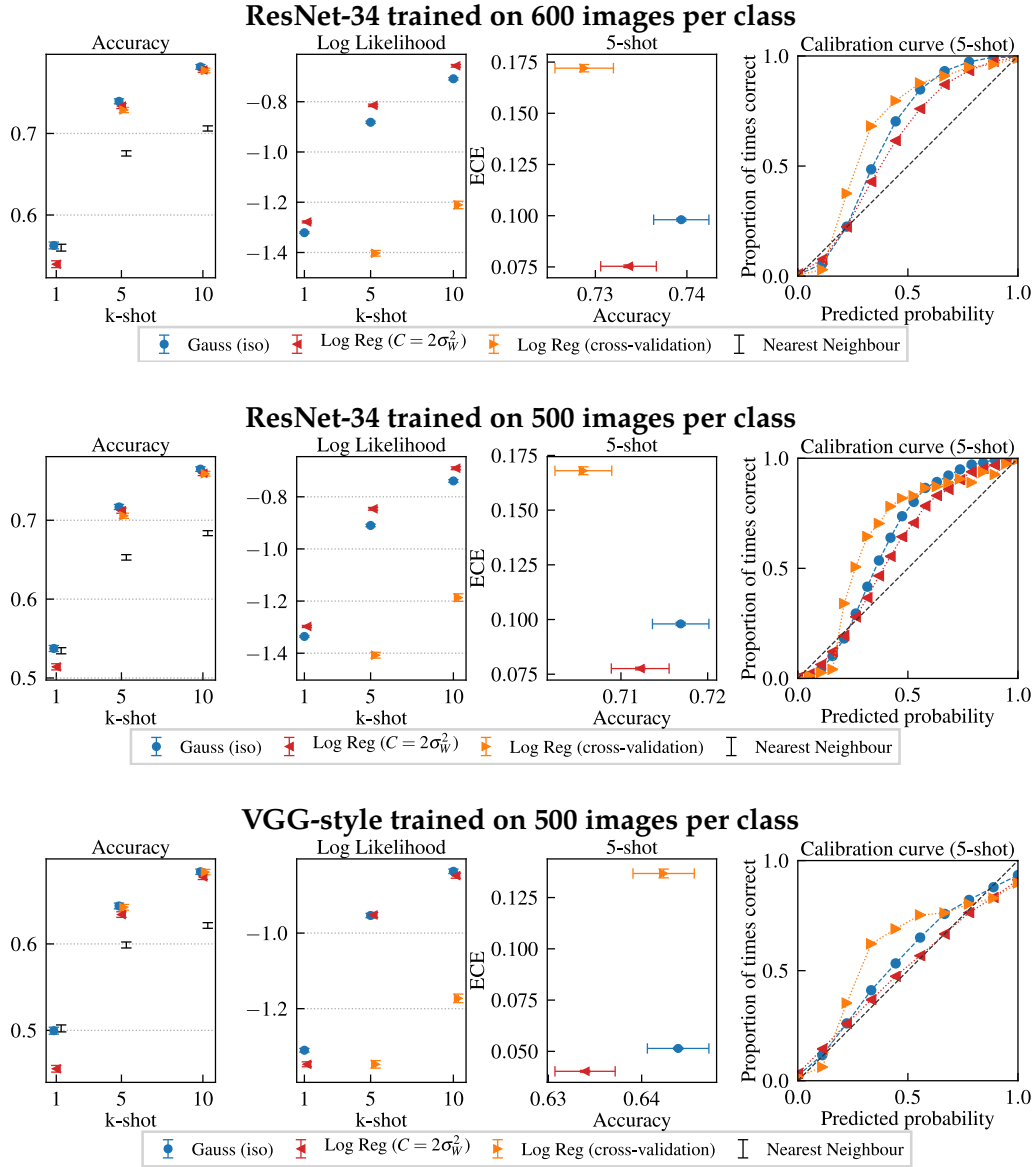 ResNet-34 trained on 600 images per class
Accuracy
Log Likelihood
5-shot
Calibration curve (5-shot)
0.7
0.6
1 5 10
k-shot
−0.8
−1.0
−1.2
−1.4
1 5 10
k-shot
ECE
0.175
0.150
0.125
0.100
0.075
0.73 0.74
Accuracy
Proportion of times correct
1.0
0.5
0.0
0.0 0.5 1.0
Predicted probability
Gauss (iso) Log Reg (C = 2σ_W^2) Log Reg (cross-validation) Nearest Neighbour
ResNet-34 trained on 500 images per class
Accuracy
Log Likelihood
5-shot
Calibration curve (5-shot)
0.7
0.6
0.5
1 5 10
k-shot
−0.8
−1.0
−1.2
−1.4
1 5 10
k-shot
ECE
0.175
0.150
0.125
0.100
0.075
0.71 0.72
Accuracy
Proportion of times correct
1.0
0.5
0.0
0.0 0.5 1.0
Predicted probability
Gauss (iso) Log Reg (C = 2σ_W^2) Log Reg (cross-validation) Nearest Neighbour
VGG-style trained on 500 images per class
Accuracy
Log Likelihood
5-shot
Calibration curve (5-shot)
0.6
0.5
1 5 10
k-shot
−1.0
−1.2
1 5 10
k-shot
ECE
0.125
0.100
0.075
0.050
0.63 0.64
Accuracy
Proportion of times correct
1.0
0.5
0.0
0.0 0.5 1.0
Predicted probability
Gauss (iso) Log Reg (C = 2σ_W^2) Log Reg (cross-validation) Nearest Neighbour